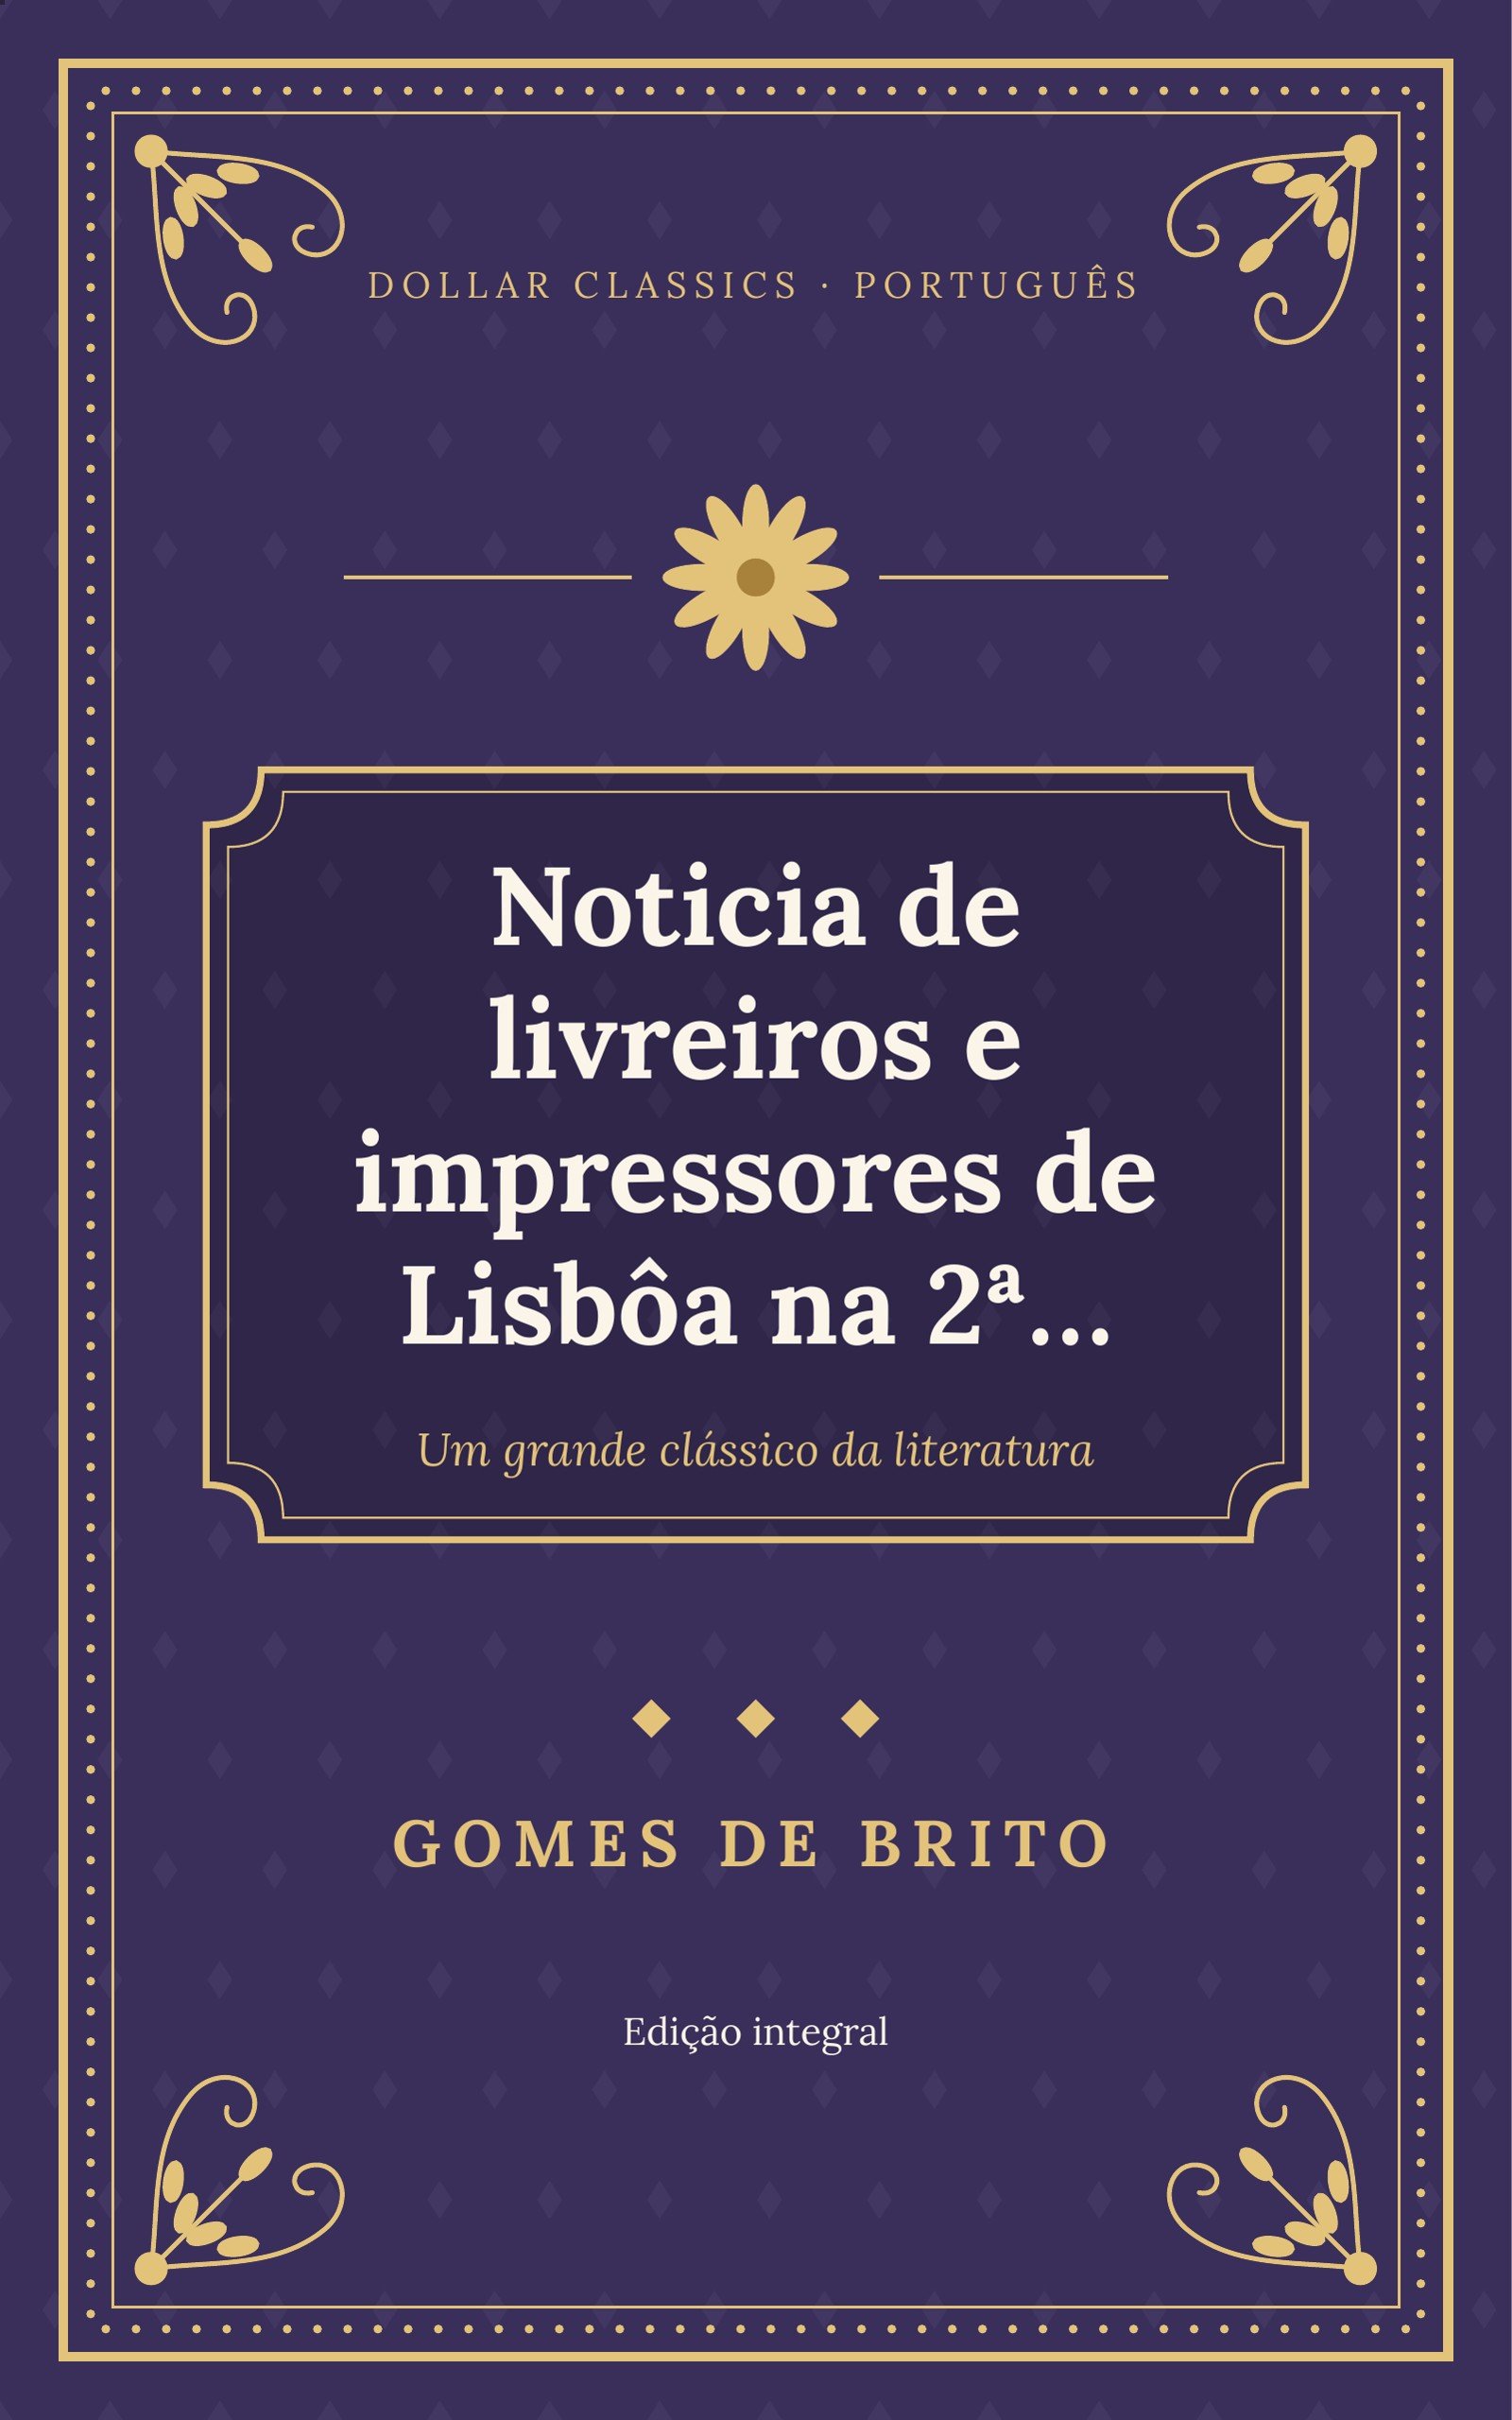 DOLLAR CLASSICS · PORTUGUÊS
Noticia de
livreiros e
impressores de
Lisbôa na 2ª...
Um grande clássico da literatura
GOMES DE BRITO
Edição integral